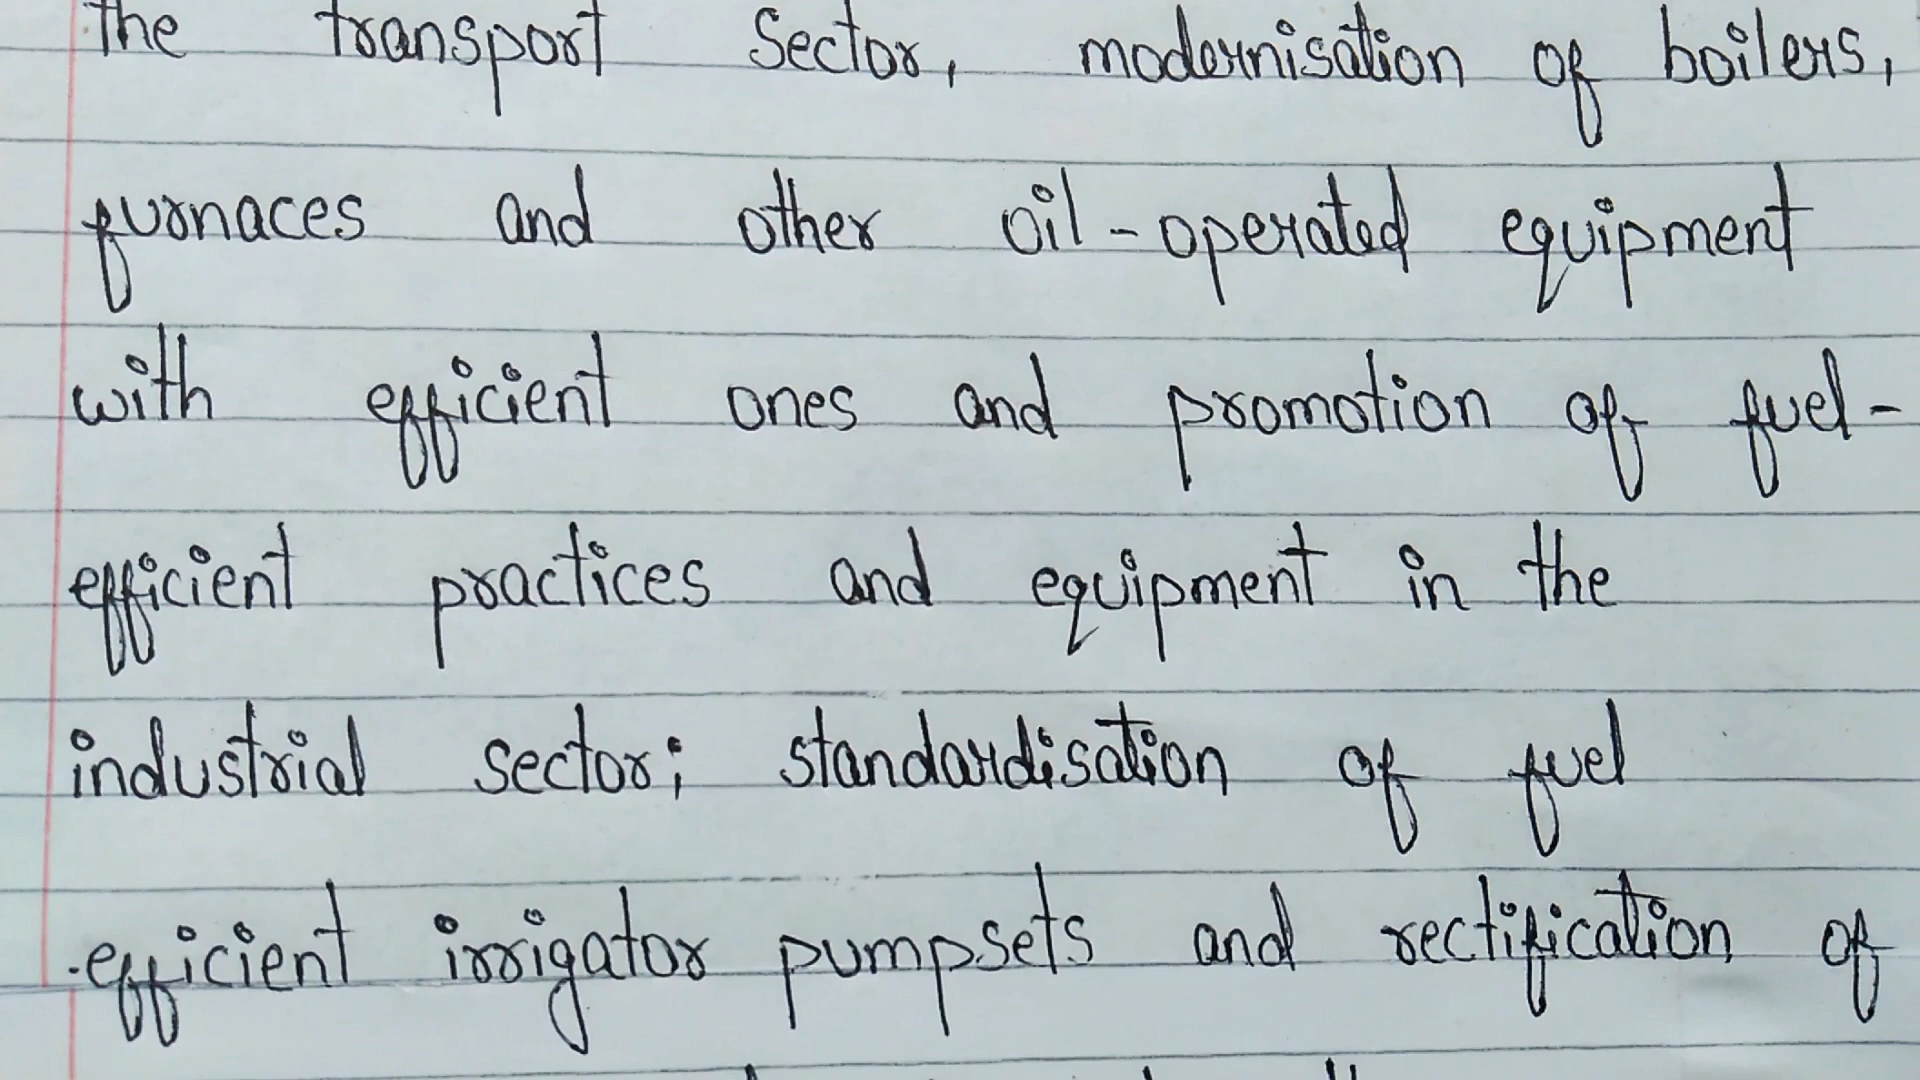 the transport Sector, modernisation of boilers,
furnaces and other oil-operated equipment
with efficient ones and promotion of fuel-
efficient practices and equipment in the
industrial sector; standardisation of fuel
efficient irrigator pumpsets and rectification of